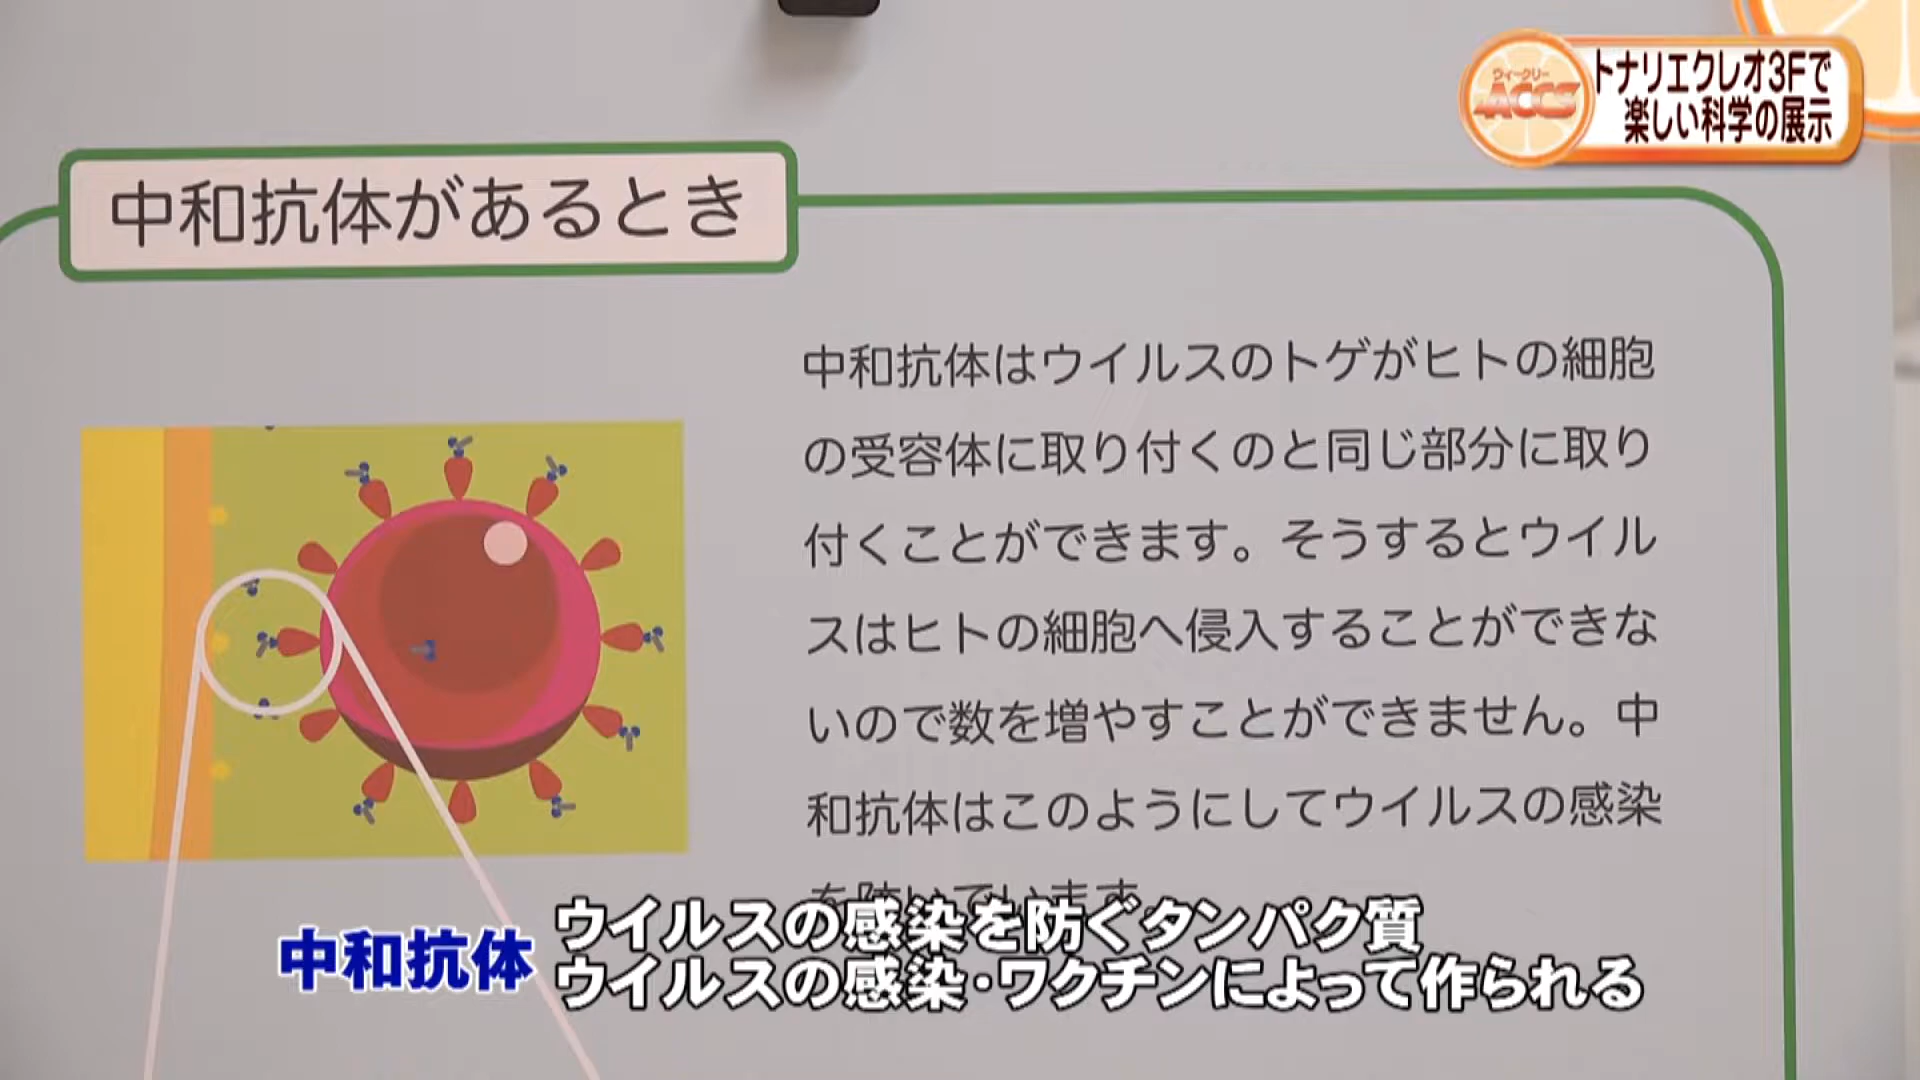 ウィークリー
ACCS
トナリエクレオ3Fで
楽しい科学の展示
中和抗体があるとき
中和抗体はウイルスのトゲがヒトの細胞
の受容体に取り付くのと同じ部分に取り
付くことができます。そうするとウイル
スはヒトの細胞へ侵入することができな
いので数を増やすことができません。中
和抗体はこのようにしてウイルスの感染
を防いでいます
中和抗体
ウイルスの感染を防ぐタンパク質
ウイルスの感染・ワクチンによって作られる